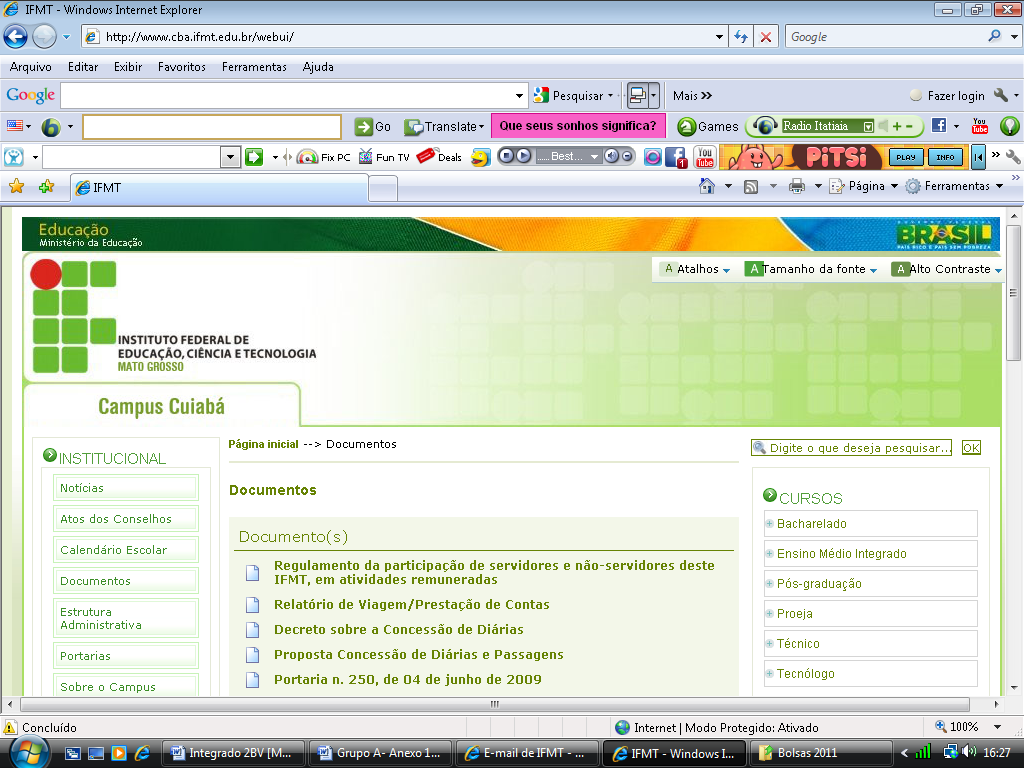 IFMT - Windows Internet Explorer
http://www.cba.ifmt.edu.br/webui/
Google
Arquivo Editar Exibir Favoritos Ferramentas Ajuda
Google Pesquisar Mais » Fazer login
Go Translate Que seus sonhos significa? Games Radio Itatiaia You Tube
Fix PC Fun TV Deals ..... Best... You Tube PiTSi PLAY INFO »
IFMT Página Ferramentas »
Educação
Ministério da Educação
GOVERNO FEDERAL
BRASIL
PAÍS RICO É PAÍS SEM POBREZA
A Atalhos A Tamanho da fonte A Alto Contraste
INSTITUTO FEDERAL DE
EDUCAÇÃO, CIÊNCIA E TECNOLOGIA
MATO GROSSO
Campus Cuiabá
INSTITUCIONAL
Notícias
Atos dos Conselhos
Calendário Escolar
Documentos
Estrutura
Administrativa
Portarias
Sobre o Campus
Página inicial --> Documentos
Documentos
Documento(s)
Regulamento da participação de servidores e não-servidores deste
IFMT, em atividades remuneradas
Relatório de Viagem/Prestação de Contas
Decreto sobre a Concessão de Diárias
Proposta Concessão de Diárias e Passagens
Portaria n. 250, de 04 de junho de 2009
Digite o que deseja pesquisar... OK
CURSOS
Bacharelado
Ensino Médio Integrado
Pós-graduação
Proeja
Técnico
Tecnólogo
Concluído Internet | Modo Protegido: Ativado 100%
Integrado 2BV [M... Grupo A- Anexo 1... E-mail de IFMT - ... IFMT - Windows I... Bolsas 2011 16:27